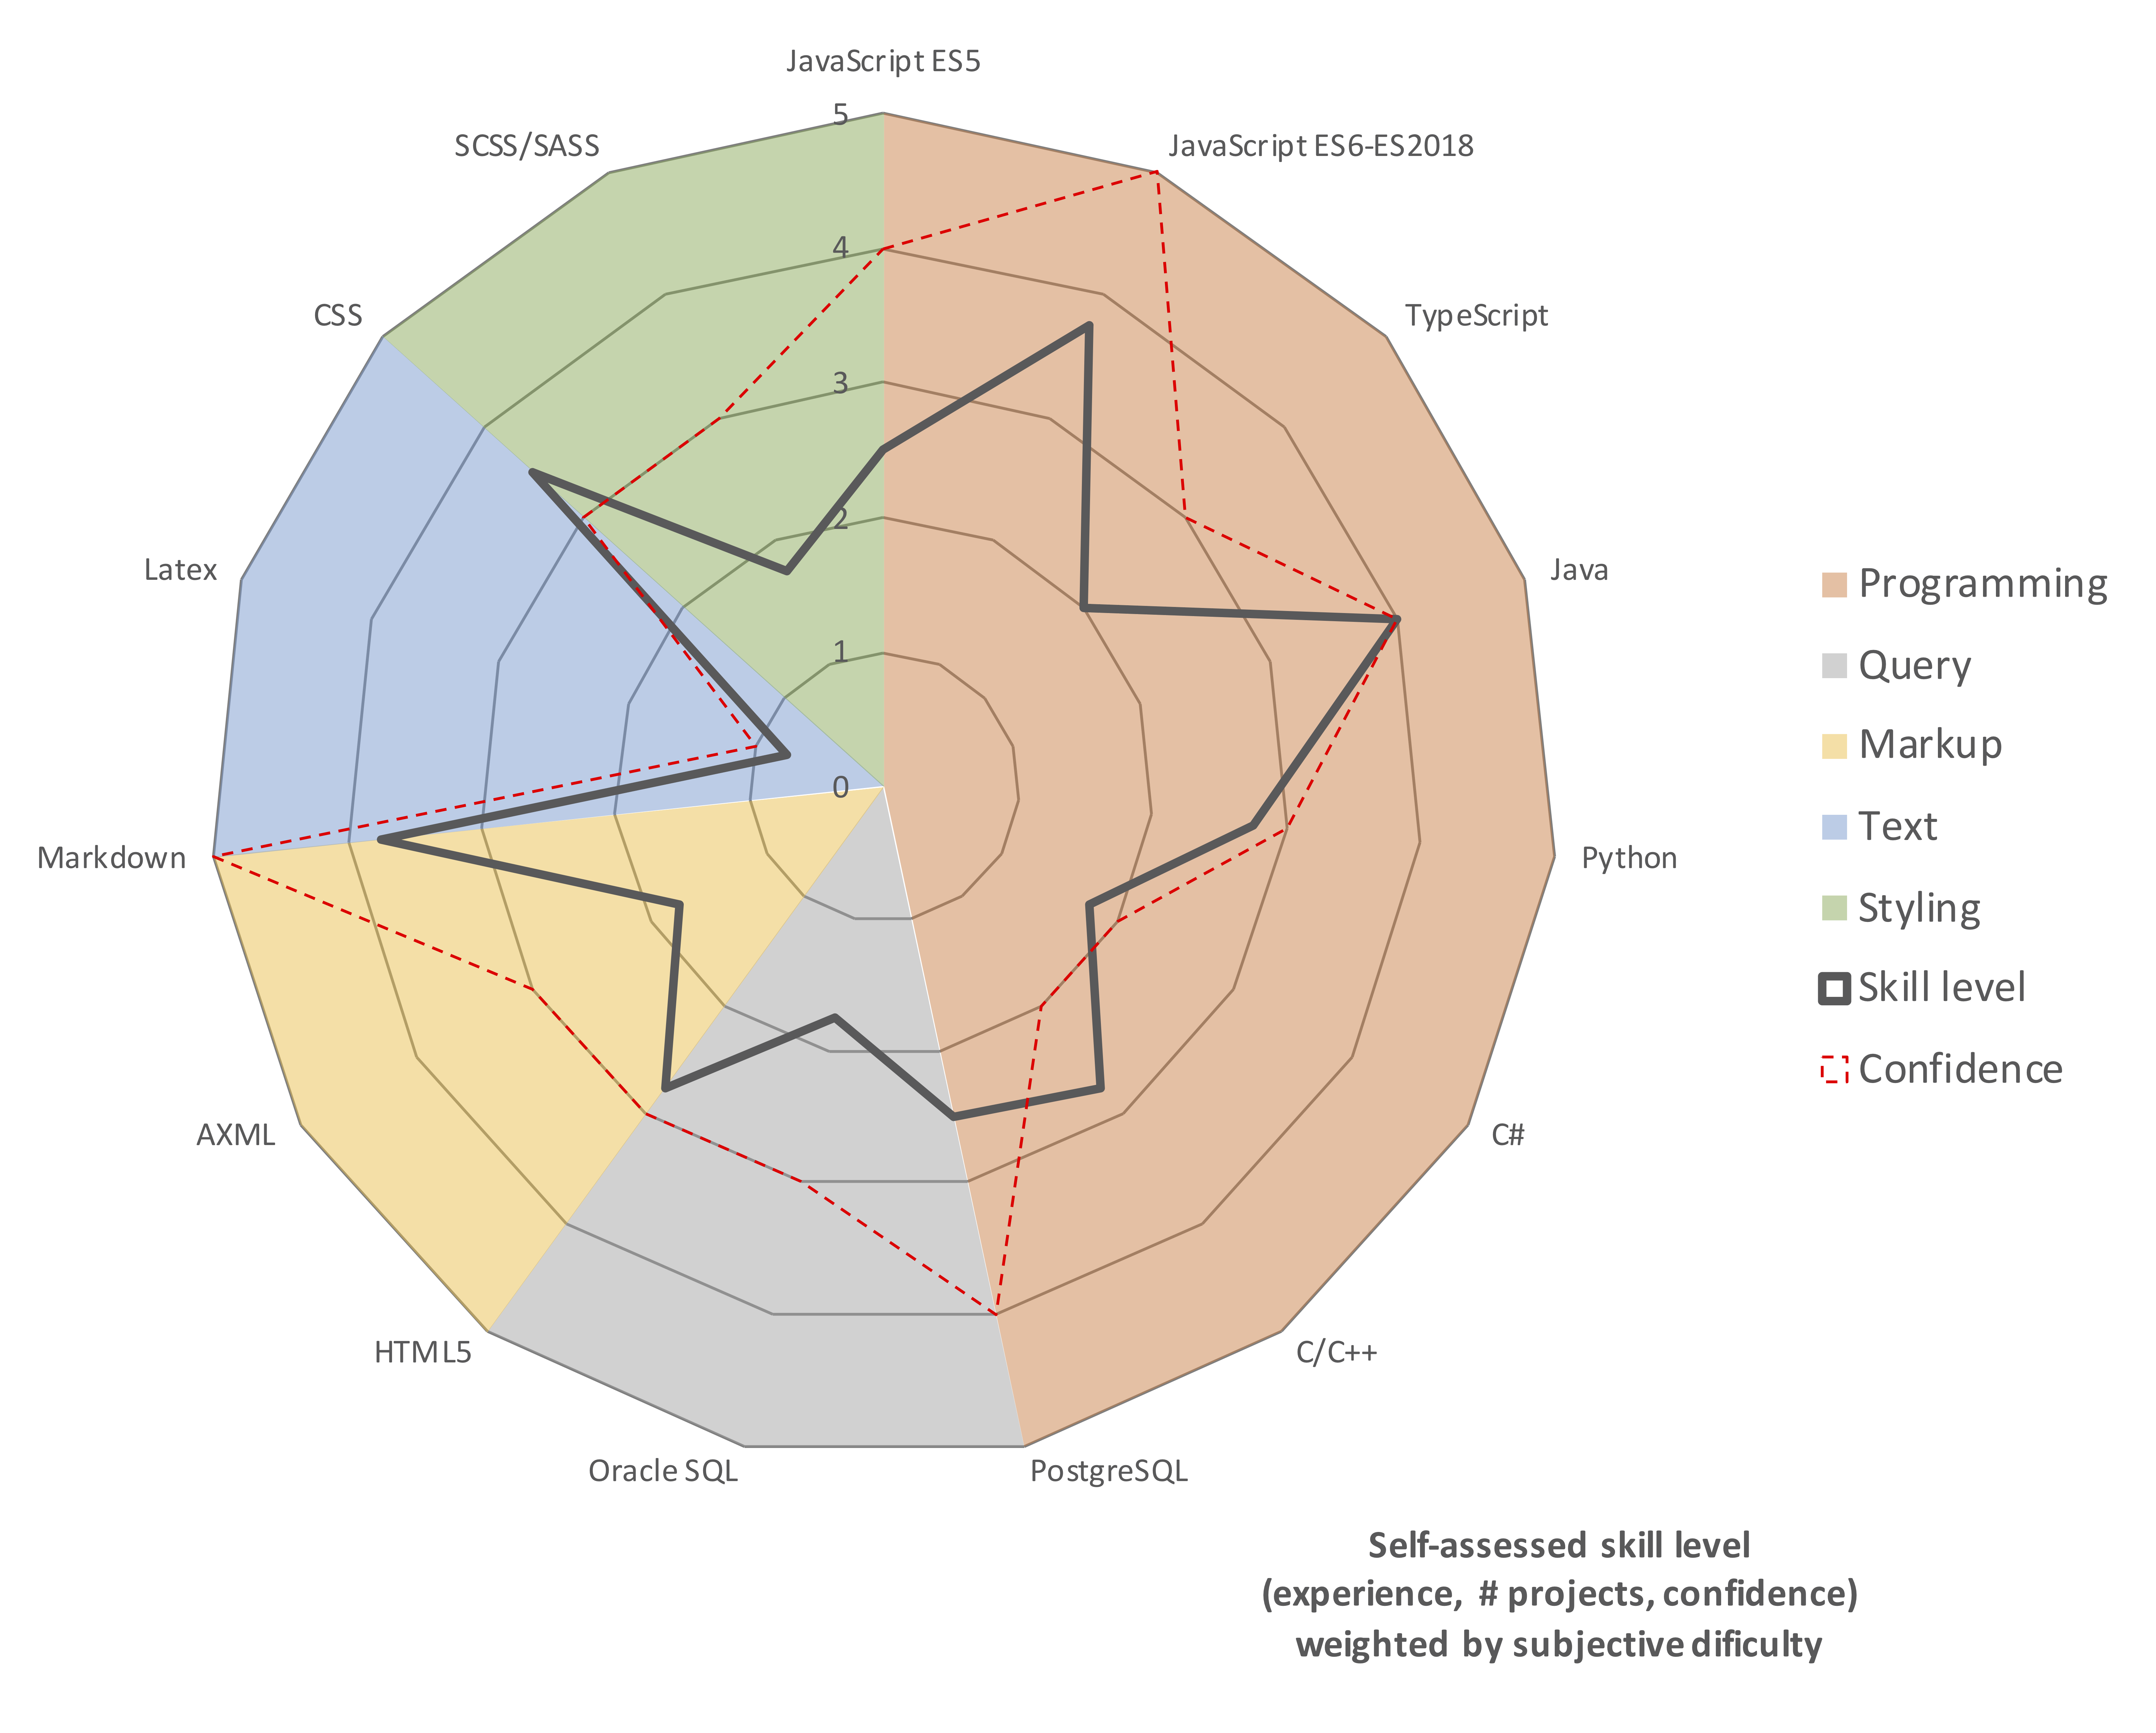 JavaScript ES5
JavaScript ES6-ES2018
SCSS/SASS
5
4
3
2
1
0
CSS
TypeScript
Latex
Java
Markdown
Python
AXML
C#
HTML5
C/C++
Oracle SQL
PostgreSQL
Programming
Query
Markup
Text
Styling
Skill level
Confidence
Self-assessed skill level
(experience, # projects, confidence)
weighted by subjective dificulty